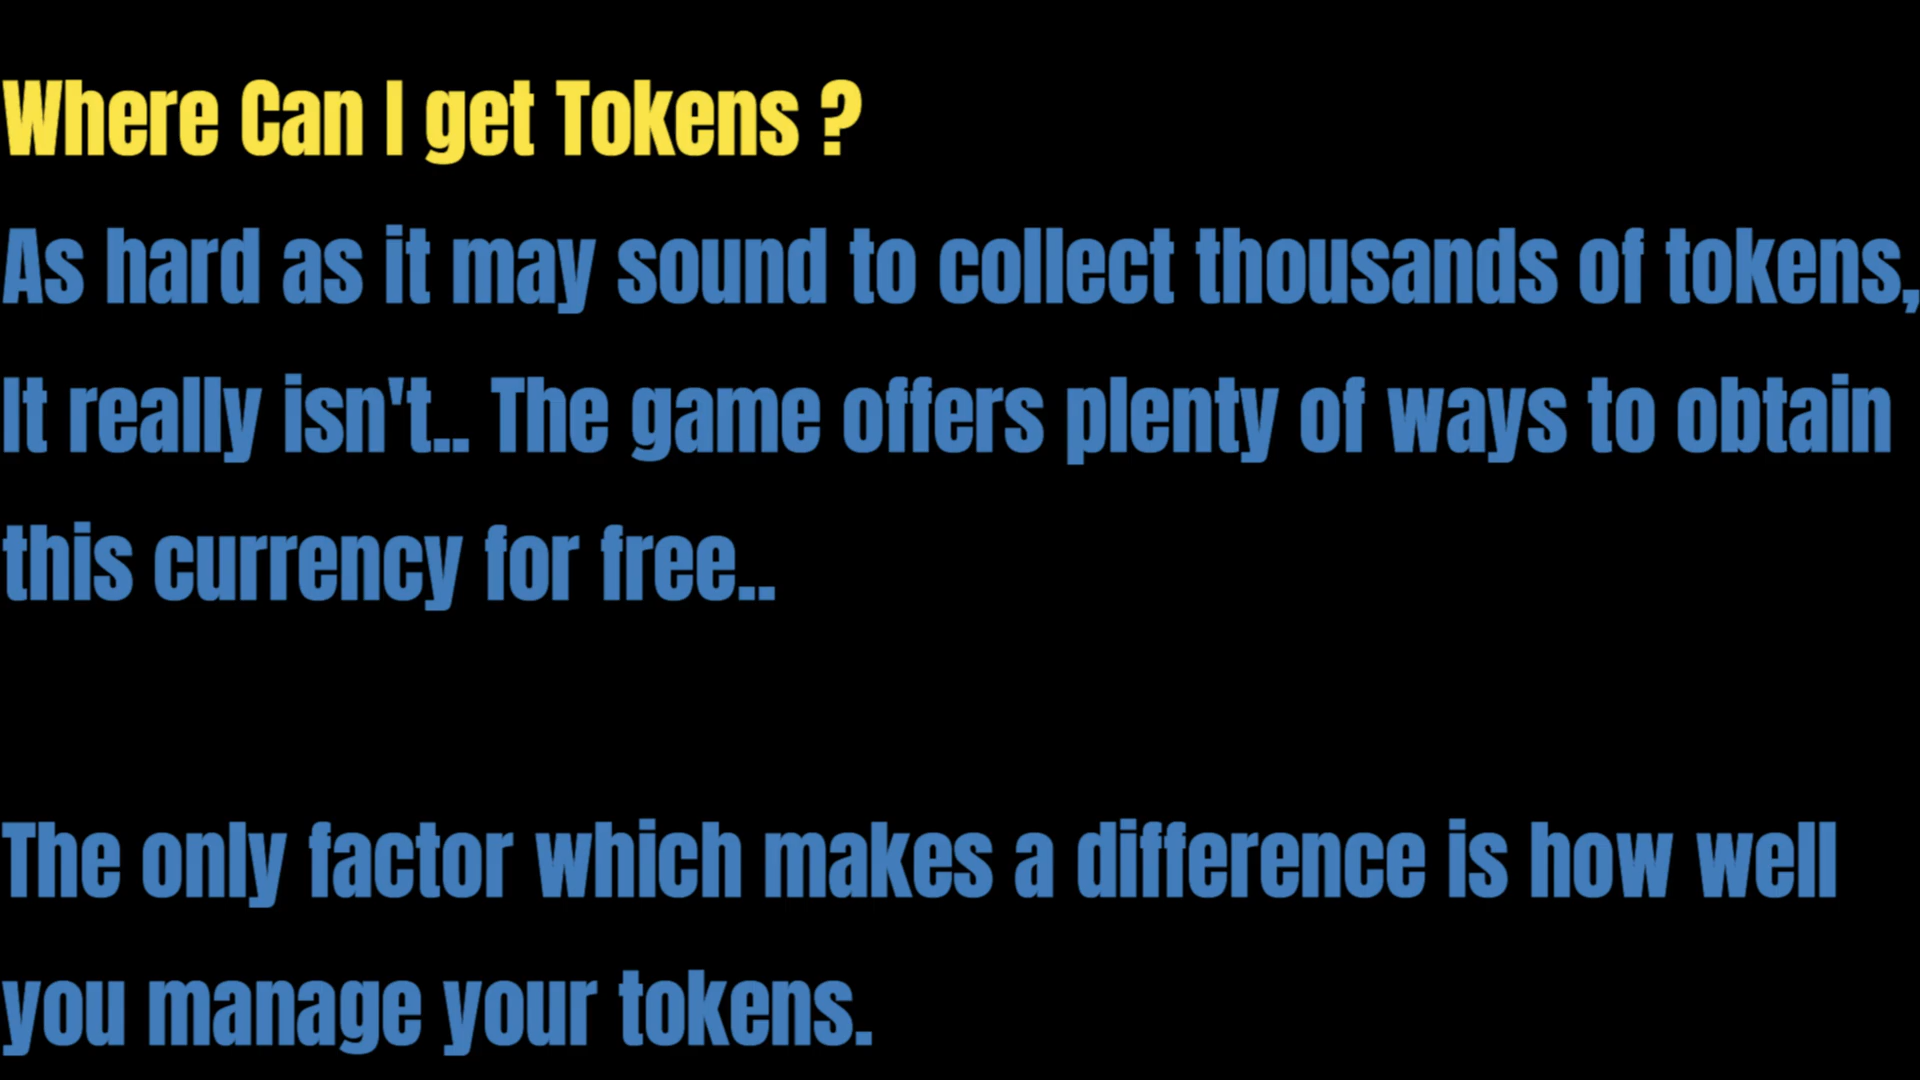 Where Can I get Tokens ?
As hard as it may sound to collect thousands of tokens,
It really isn't.. The game offers plenty of ways to obtain
this currency for free..
The only factor which makes a difference is how well
you manage your tokens.